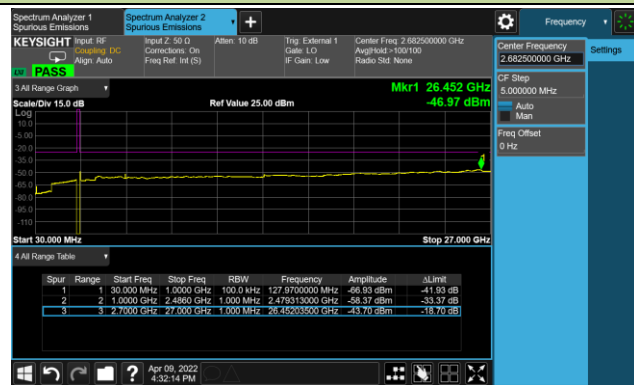 Spectrum Analyzer 1
Spurious Emissions
Spectrum Analyzer 2
Spurious Emissions
Frequency
KEYSIGHT
Input: RF
Coupling: DC
Align: Auto
Input Z: 50 Ω
Corrections: On
Freq Ref: Int (S)
Atten: 10 dB
Trig: External 1
Gate: LO
IF Gain: Low
Center Freq: 2.682500000 GHz
Avg|Hold:>100/100
Radio Std: None
LXI
PASS
Center Frequency
2.682500000 GHz
Settings
CF Step
5.000000 MHz
Auto
Man
Freq Offset
0 Hz
3 All Range Graph
Mkr1 26.452 GHz
Scale/Div 15.0 dB
Ref Value 25.00 dBm
-46.97 dBm
Log
10.0
-5.00
-20.0
-35.0
-50.0
-65.0
-80.0
-95.0
-110
Start 30.000 MHz
Stop 27.000 GHz
4 All Range Table
Spur Range Start Freq Stop Freq RBW Frequency Amplitude ΔLimit
1 1 30.000 MHz 1.0000 GHz 100.0 kHz 127.9700000 MHz -66.93 dBm -41.93 dB
2 2 1.0000 GHz 2.4860 GHz 1.000 MHz 2.479313000 GHz -58.37 dBm -33.37 dB
3 3 2.7000 GHz 27.000 GHz 1.000 MHz 26.45203500 GHz -43.70 dBm -18.70 dB
?
Apr 09, 2022
4:32:14 PM